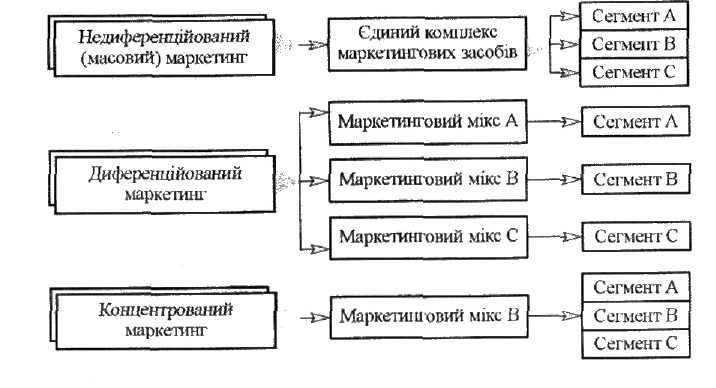 Недиференційований
(масовий) маркетинг
Єдиний комплекс
маркетингових засобів
Сегмент А
Сегмент В
Сегмент С
Диференційований
маркетинг
Маркетинговий мікс А
Сегмент А
Маркетинговий мікс В
Сегмент В
Маркетинговий мікс С
Сегмент С
Концентрований
маркетинг
Маркетинговий мікс В
Сегмент А
Сегмент В
Сегмент С